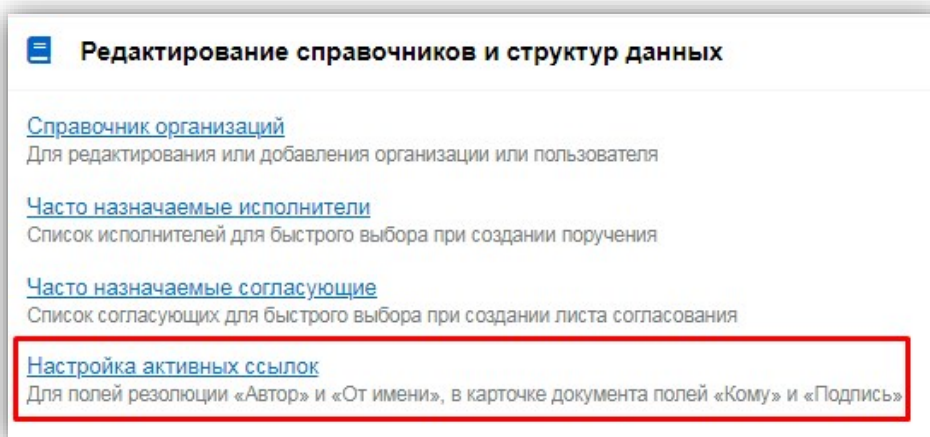 Редактирование справочников и структур данных
Справочник организаций
Для редактирования или добавления организации или пользователя
Часто назначаемые исполнители
Список исполнителей для быстрого выбора при создании поручения
Часто назначаемые согласующие
Список согласующих для быстрого выбора при создании листа согласования
Настройка активных ссылок
Для полей резолюции «Автор» и «От имени», в карточке документа полей «Кому» и «Подпись»